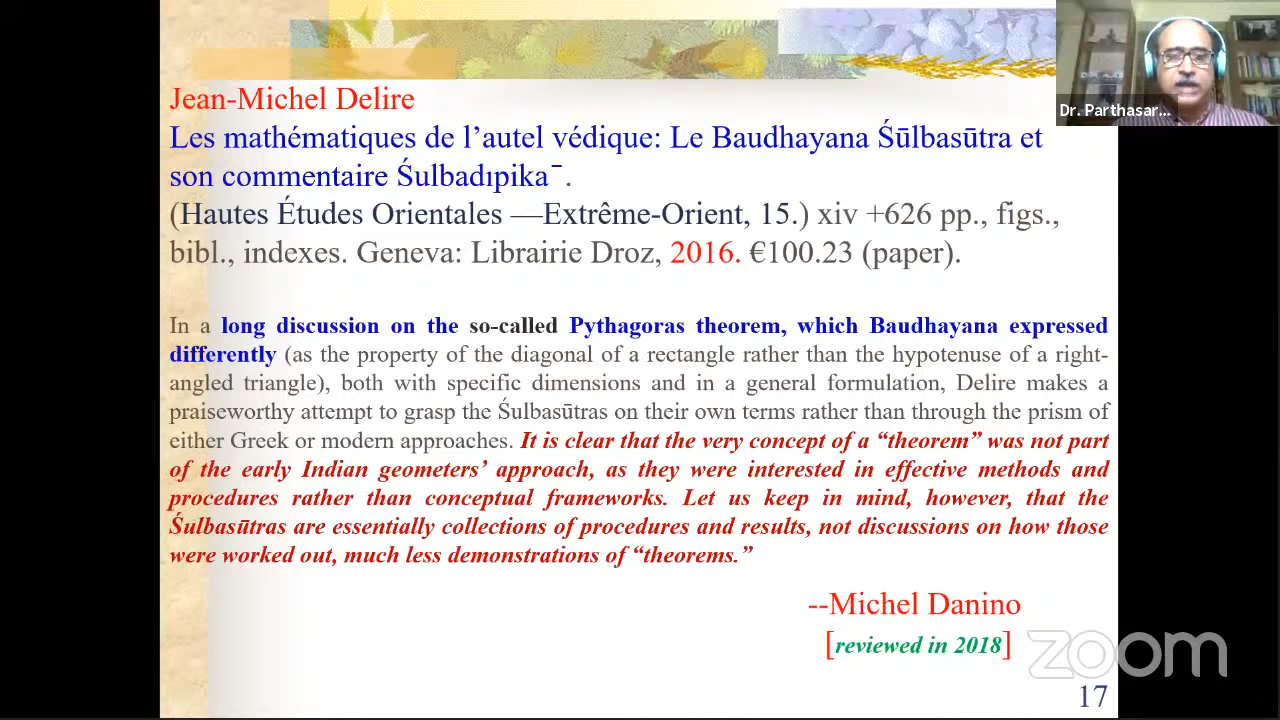 Jean-Michel Delire
Les mathématiques de l’autel védique: Le Baudhayana Śūlbasūtra et
son commentaire Śulbadıpika¯ .
(Hautes Études Orientales —Extrême-Orient, 15.) xiv +626 pp., figs.,
bibl., indexes. Geneva: Librairie Droz, 2016. €100.23 (paper).
In a long discussion on the so-called Pythagoras theorem, which Baudhayana expressed
differently (as the property of the diagonal of a rectangle rather than the hypotenuse of a right-
angled triangle), both with specific dimensions and in a general formulation, Delire makes a
praiseworthy attempt to grasp the Śulbasūtras on their own terms rather than through the prism of
either Greek or modern approaches. It is clear that the very concept of a “theorem” was not part
of the early Indian geometers’ approach, as they were interested in effective methods and
procedures rather than conceptual frameworks. Let us keep in mind, however, that the
Śulbasūtras are essentially collections of procedures and results, not discussions on how those
were worked out, much less demonstrations of “theorems.”
--Michel Danino
[reviewed in 2018]
17
Dr. Parthasar...
zoom